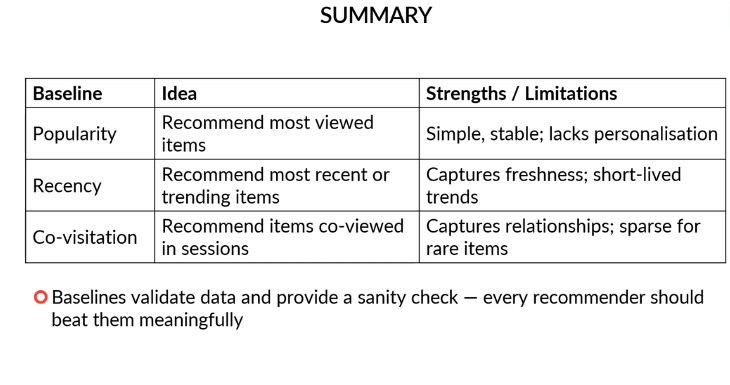 SUMMARY
Baseline Idea Strengths / Limitations
Popularity Recommend most viewed items Simple, stable; lacks personalisation
Recency Recommend most recent or trending items Captures freshness; short-lived trends
Co-visitation Recommend items co-viewed in sessions Captures relationships; sparse for rare items
Baselines validate data and provide a sanity check — every recommender should
beat them meaningfully